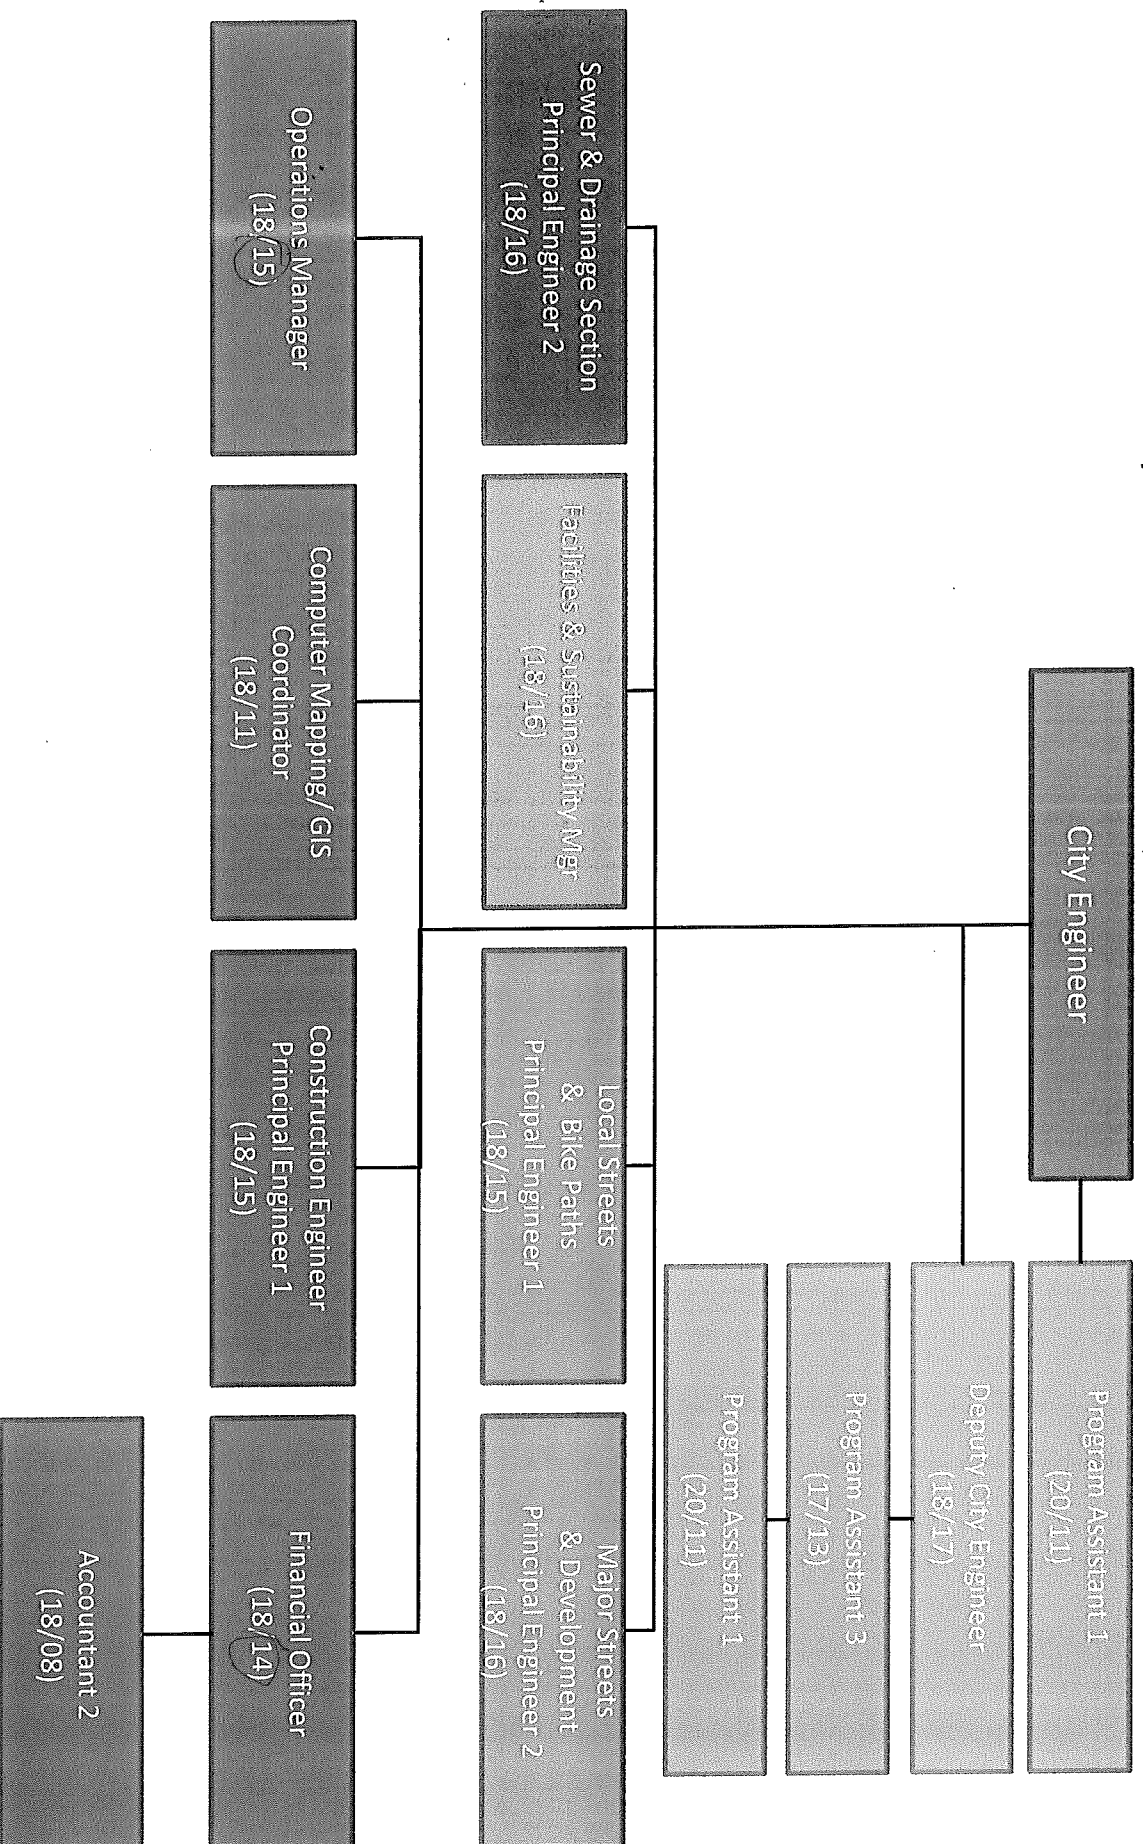 City Engineer
Program Assistant 1
(20/11)
Deputy City Engineer
(18/17)
Program Assistant 3
(17/13)
Program Assistant 1
(20/11)
Sewer & Drainage Section
Principal Engineer 2
(18/16)
Facilities & Sustainability Mgr
(18/16)
Local Streets
& Bike Paths
Principal Engineer 1
(18/15)
Major Streets
& Development
Principal Engineer 2
(18/16)
Operations Manager
(18/15)
Computer Mapping/ GIS
Coordinator
(18/11)
Construction Engineer
Principal Engineer 1
(18/15)
Financial Officer
(18/14)
Accountant 2
(18/08)